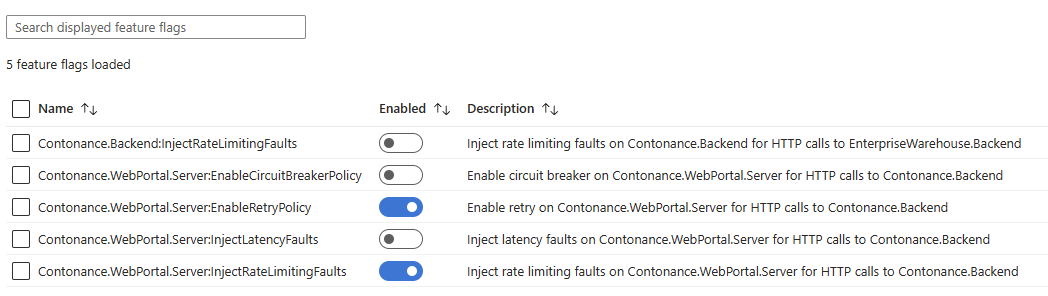 Search displayed feature flags
5 feature flags loaded
Name Enabled Description
Contonance.Backend:InjectRateLimitingFaults Inject rate limiting faults on Contonance.Backend for HTTP calls to EnterpriseWarehouse.Backend
Contonance.WebPortal.Server:EnableCircuitBreakerPolicy Enable circuit breaker on Contonance.WebPortal.Server for HTTP calls to Contonance.Backend
Contonance.WebPortal.Server:EnableRetryPolicy Enable retry on Contonance.WebPortal.Server for HTTP calls to Contonance.Backend
Contonance.WebPortal.Server:InjectLatencyFaults Inject latency faults on Contonance.WebPortal.Server for HTTP calls to Contonance.Backend
Contonance.WebPortal.Server:InjectRateLimitingFaults Inject rate limiting faults on Contonance.WebPortal.Server for HTTP calls to Contonance.Backend